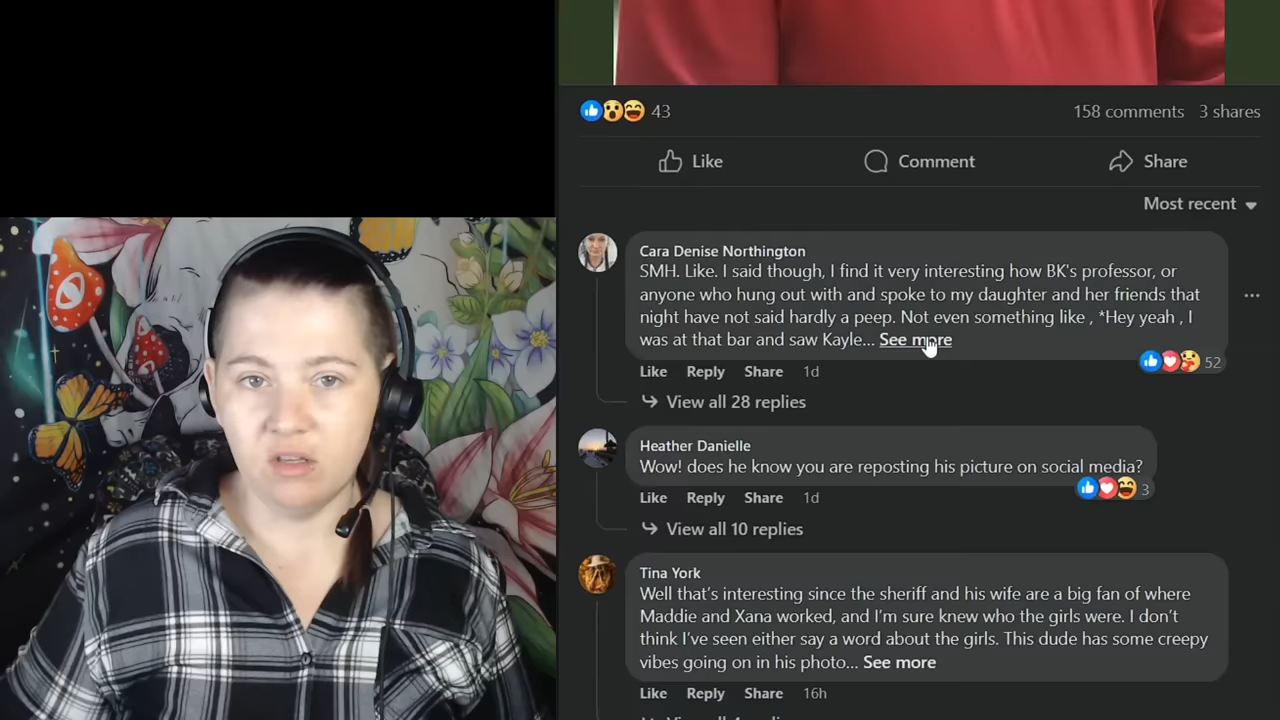 43
158 comments 3 shares
Like
Comment
Share
Most recent
Cara Denise Northington
SMH. Like. I said though, I find it very interesting how BK's professor, or
anyone who hung out with and spoke to my daughter and her friends that
night have not said hardly a peep. Not even something like , *Hey yeah , I
was at that bar and saw Kayle... See more
52
Like Reply Share 1d
View all 28 replies
Heather Danielle
Wow! does he know you are reposting his picture on social media?
3
Like Reply Share 1d
View all 10 replies
Tina York
Well that's interesting since the sheriff and his wife are a big fan of where
Maddie and Xana worked, and I'm sure knew who the girls were. I don't
think I've seen either say a word about the girls. This dude has some creepy
vibes going on in his photo... See more
Like Reply Share 16h